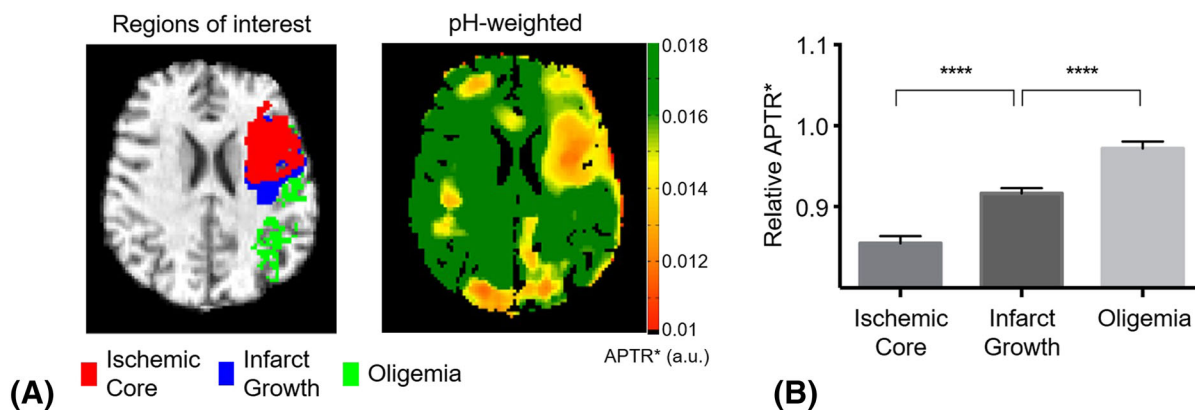 Regions of interest
pH-weighted
0.018
0.016
0.014
0.012
0.01
APTR* (a.u.)
Ischemic
Core
Infarct
Growth
Oligemia
(A)
B
1.1
1.0
0.9
Relative APTR*
****
****
Ischemic
Core
Infarct
Growth
Oligemia
(B)